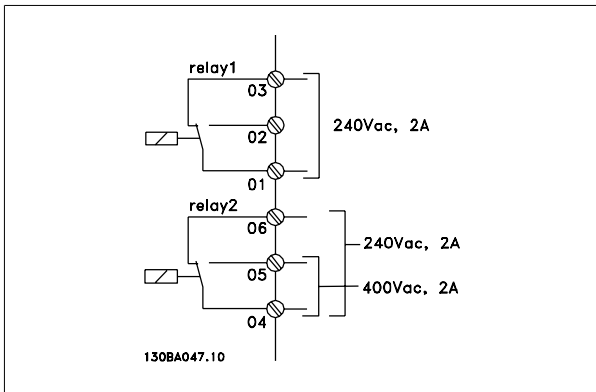 relay1
03
02
240Vac, 2A
01
relay2
06
240Vac, 2A
05
400Vac, 2A
04
130BA047.10